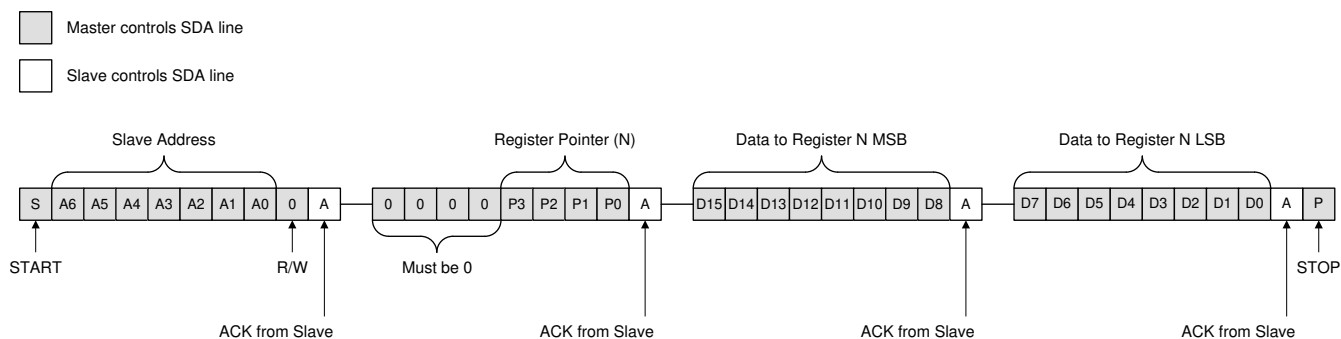 Master controls SDA line
Slave controls SDA line
Slave Address
Register Pointer (N)
Data to Register N MSB
Data to Register N LSB
S A6 A5 A4 A3 A2 A1 A0 0 A 0 0 0 0 P3 P2 P1 P0 A D15 D14 D13 D12 D11 D10 D9 D8 A D7 D6 D5 D4 D3 D2 D1 D0 A P
START
R/W
Must be 0
STOP
ACK from Slave
ACK from Slave
ACK from Slave
ACK from Slave